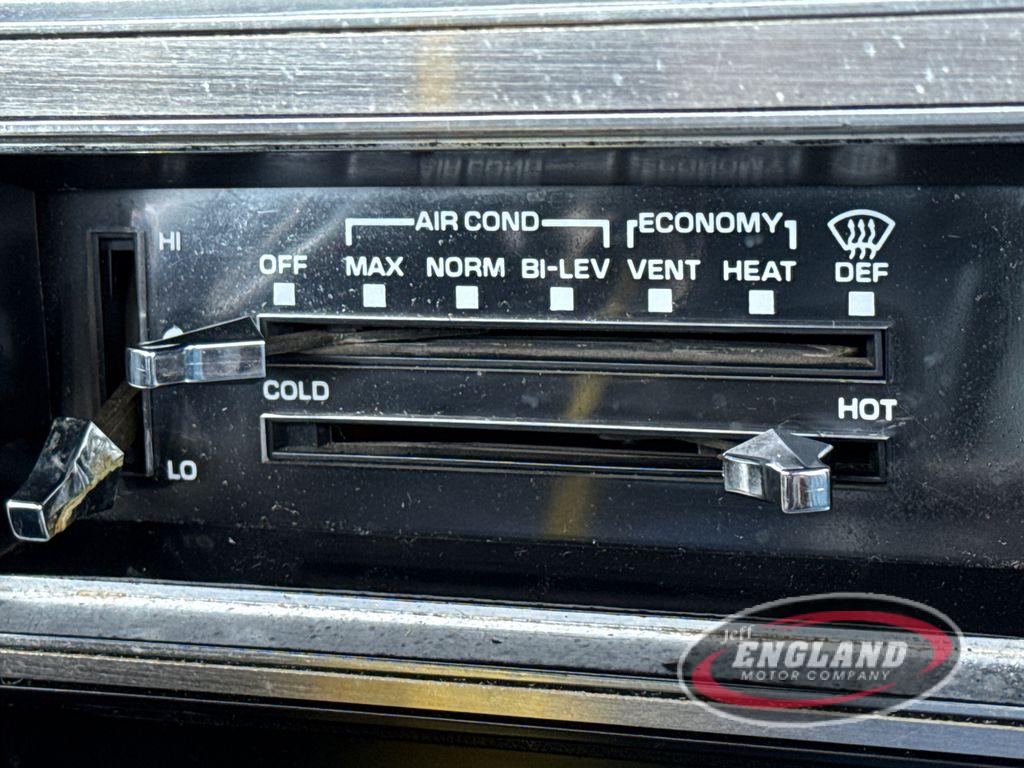 AIR COND ECONOMY
HI
OFF MAX NORM BI-LEV VENT HEAT DEF
COLD
HOT
LO
Jeff
ENGLAND
MOTOR COMPANY